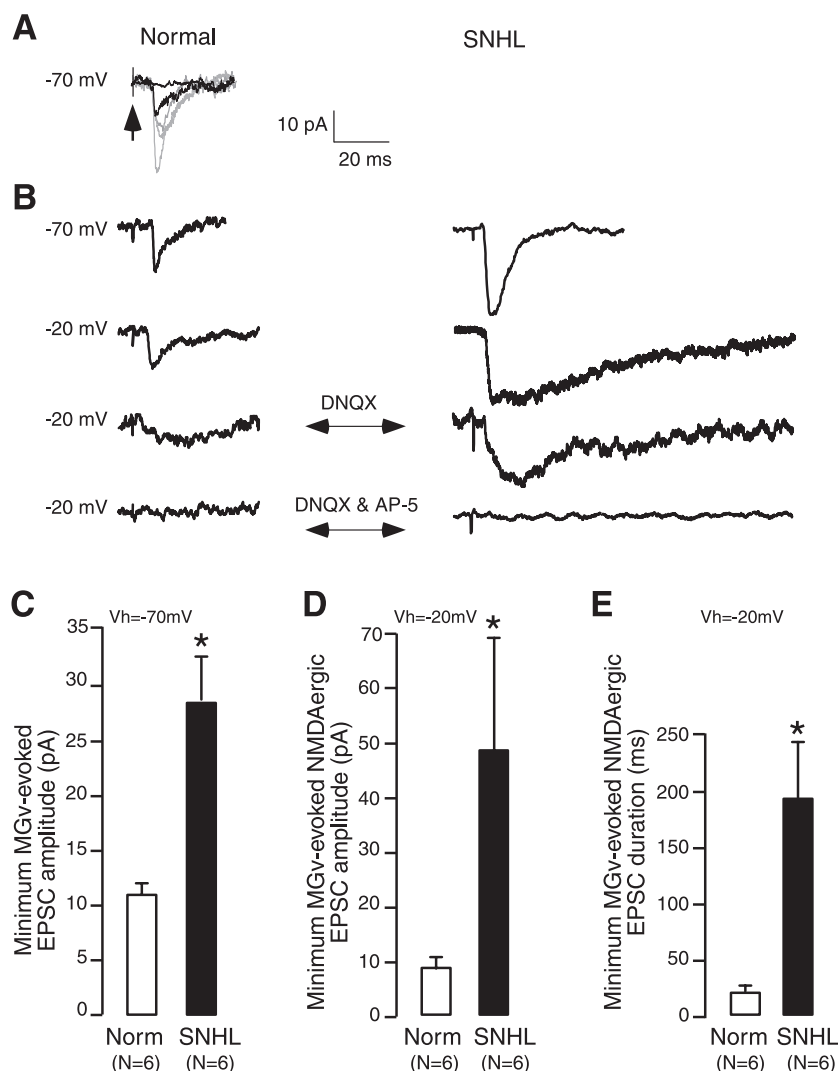 A
Normal
SNHL
-70 mV
10 pA
20 ms
B
-70 mV
-20 mV
-20 mV
DNQX
-20 mV
DNQX & AP-5
C
Vh=-70mV
35
30
25
20
15
10
5
0
Minimum MGv-evoked
EPSC amplitude (pA)
*
Norm
(N=6)
SNHL
(N=6)
D
Vh=-20mV
70
60
50
40
30
20
10
0
Minimum MGv-evoked NMDAergic
EPSC amplitude (pA)
*
Norm
(N=6)
SNHL
(N=6)
E
Vh=-20mV
250
200
150
100
50
0
Minimum MGv-evoked NMDAergic
EPSC duration (ms)
*
Norm
(N=6)
SNHL
(N=6)